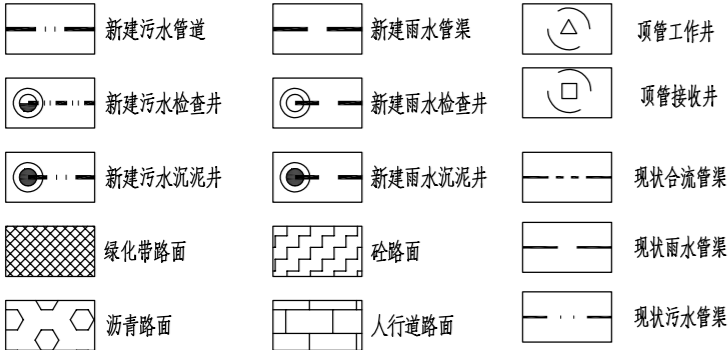 新建污水管道
新建雨水管渠
顶管工作井
新建污水检查井
新建雨水检查井
顶管接收井
新建污水沉泥井
新建雨水沉泥井
现状合流管渠
绿化带路面
砼路面
现状雨水管渠
沥青路面
人行道路面
现状污水管渠